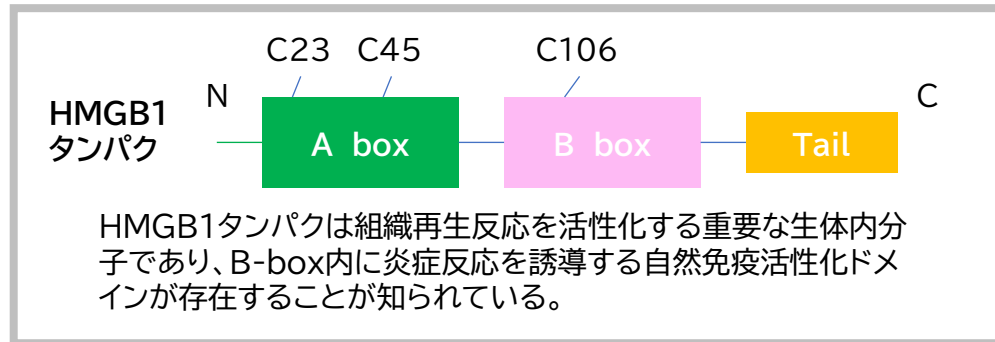 C23 C45 C106
N C
HMGB1
タンパク
A box B box Tail
HMGB1タンパクは組織再生反応を活性化する重要な生体内分
子であり、B-box内に炎症反応を誘導する自然免疫活性化ドメ
インが存在することが知られている。